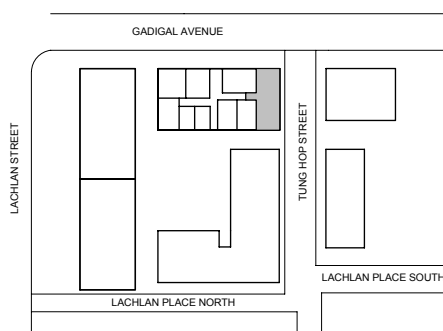 GADIGAL AVENUE
LACHLAN STREET
TUNG HOP STREET
LACHLAN PLACE SOUTH
LACHLAN PLACE NORTH